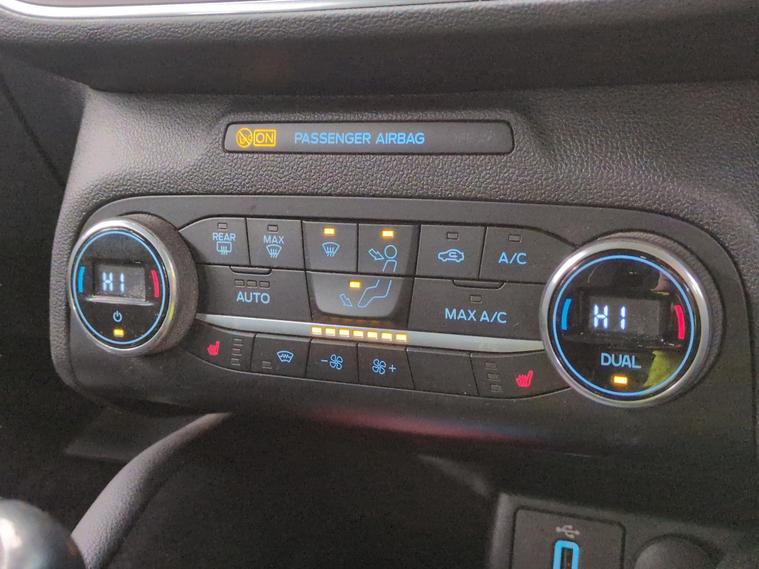 ON PASSENGER AIRBAG
REAR MAX A/C
HI AUTO MAX A/C HI
DUAL
- +